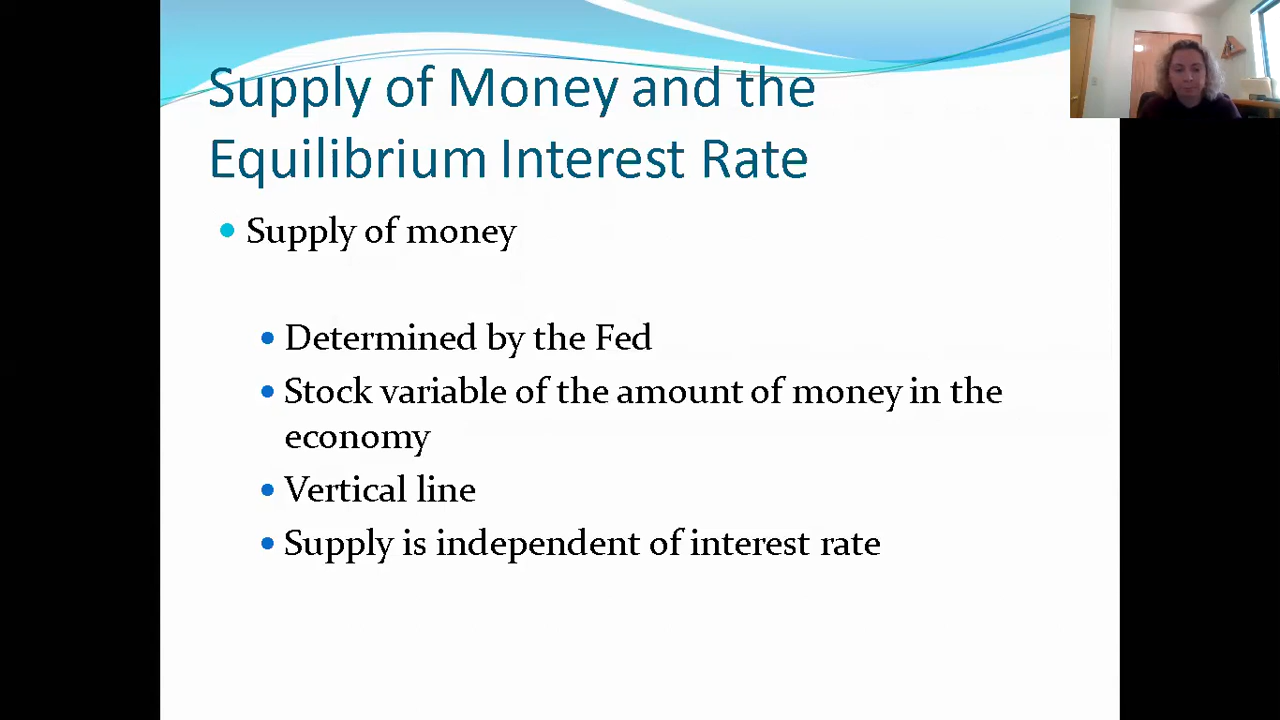 Supply of Money and the
Equilibrium Interest Rate
Supply of money
Determined by the Fed
Stock variable of the amount of money in the
economy
Vertical line
Supply is independent of interest rate